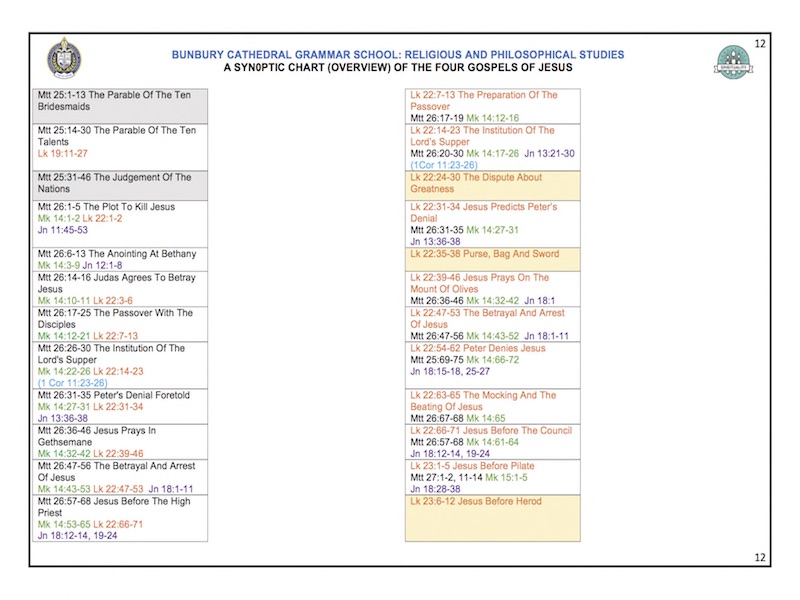 12
BUNBURY CATHEDRAL GRAMMAR SCHOOL: RELIGIOUS AND PHILOSOPHICAL STUDIES
A SYN0PTIC CHART (OVERVIEW) OF THE FOUR GOSPELS OF JESUS
SPIRITUALITY
Mtt 25:1-13 The Parable Of The Ten
Bridesmaids
Mtt 25:14-30 The Parable Of The Ten
Talents
Lk 19:11-27
Mtt 25:31-46 The Judgement Of The
Nations
Mtt 26:1-5 The Plot To Kill Jesus
Mk 14:1-2 Lk 22:1-2
Jn 11:45-53
Mtt 26:6-13 The Anointing At Bethany
Mk 14:3-9 Jn 12:1-8
Mtt 26:14-16 Judas Agrees To Betray
Jesus
Mk 14:10-11 Lk 22:3-6
Mtt 26:17-25 The Passover With The
Disciples
Mk 14:12-21 Lk 22:7-13
Mtt 26:26-30 The Institution Of The
Lord's Supper
Mk 14:22-26 Lk 22:14-23
(1 Cor 11:23-26)
Mtt 26:31-35 Peter's Denial Foretold
Mk 14:27-31 Lk 22:31-34
Jn 13:36-38
Mtt 26:36-46 Jesus Prays In
Gethsemane
Mk 14:32-42 Lk 22:39-46
Mtt 26:47-56 The Betrayal And Arrest
Of Jesus
Mk 14:43-53 Lk 22:47-53 Jn 18:1-11
Mtt 26:57-68 Jesus Before The High
Priest
Mk 14:53-65 Lk 22:66-71
Jn 18:12-14, 19-24
Lk 22:7-13 The Preparation Of The
Passover
Mtt 26:17-19 Mk 14:12-16
Lk 22:14-23 The Institution Of The
Lord's Supper
Mtt 26:20-30 Mk 14:17-26 Jn 13:21-30
(1Cor 11:23-26)
Lk 22:24-30 The Dispute About
Greatness
Lk 22:31-34 Jesus Predicts Peter's
Denial
Mtt 26:31-35 Mk 14:27-31
Jn 13:36-38
Lk 22:35-38 Purse, Bag And Sword
Lk 22:39-46 Jesus Prays On The
Mount Of Olives
Mtt 26:36-46 Mk 14:32-42 Jn 18:1
Lk 22:47-53 The Betrayal And Arrest
Of Jesus
Mtt 26:47-56 Mk 14:43-52 Jn 18:1-11
Lk 22:54-62 Peter Denies Jesus
Mtt 25:69-75 Mk 14:66-72
Jn 18:15-18, 25-27
Lk 22:63-65 The Mocking And The
Beating Of Jesus
Mtt 26:67-68 Mk 14:65
Lk 22:66-71 Jesus Before The Council
Mtt 26:57-68 Mk 14:61-64
Jn 18:12-14, 19-24
Lk 23:1-5 Jesus Before Pilate
Mtt 27:1-2, 11-14 Mk 15:1-5
Jn 18:28-38
Lk 23:6-12 Jesus Before Herod
12